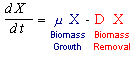 dX/dt = μ X - D X
Biomass Biomass
Growth Removal